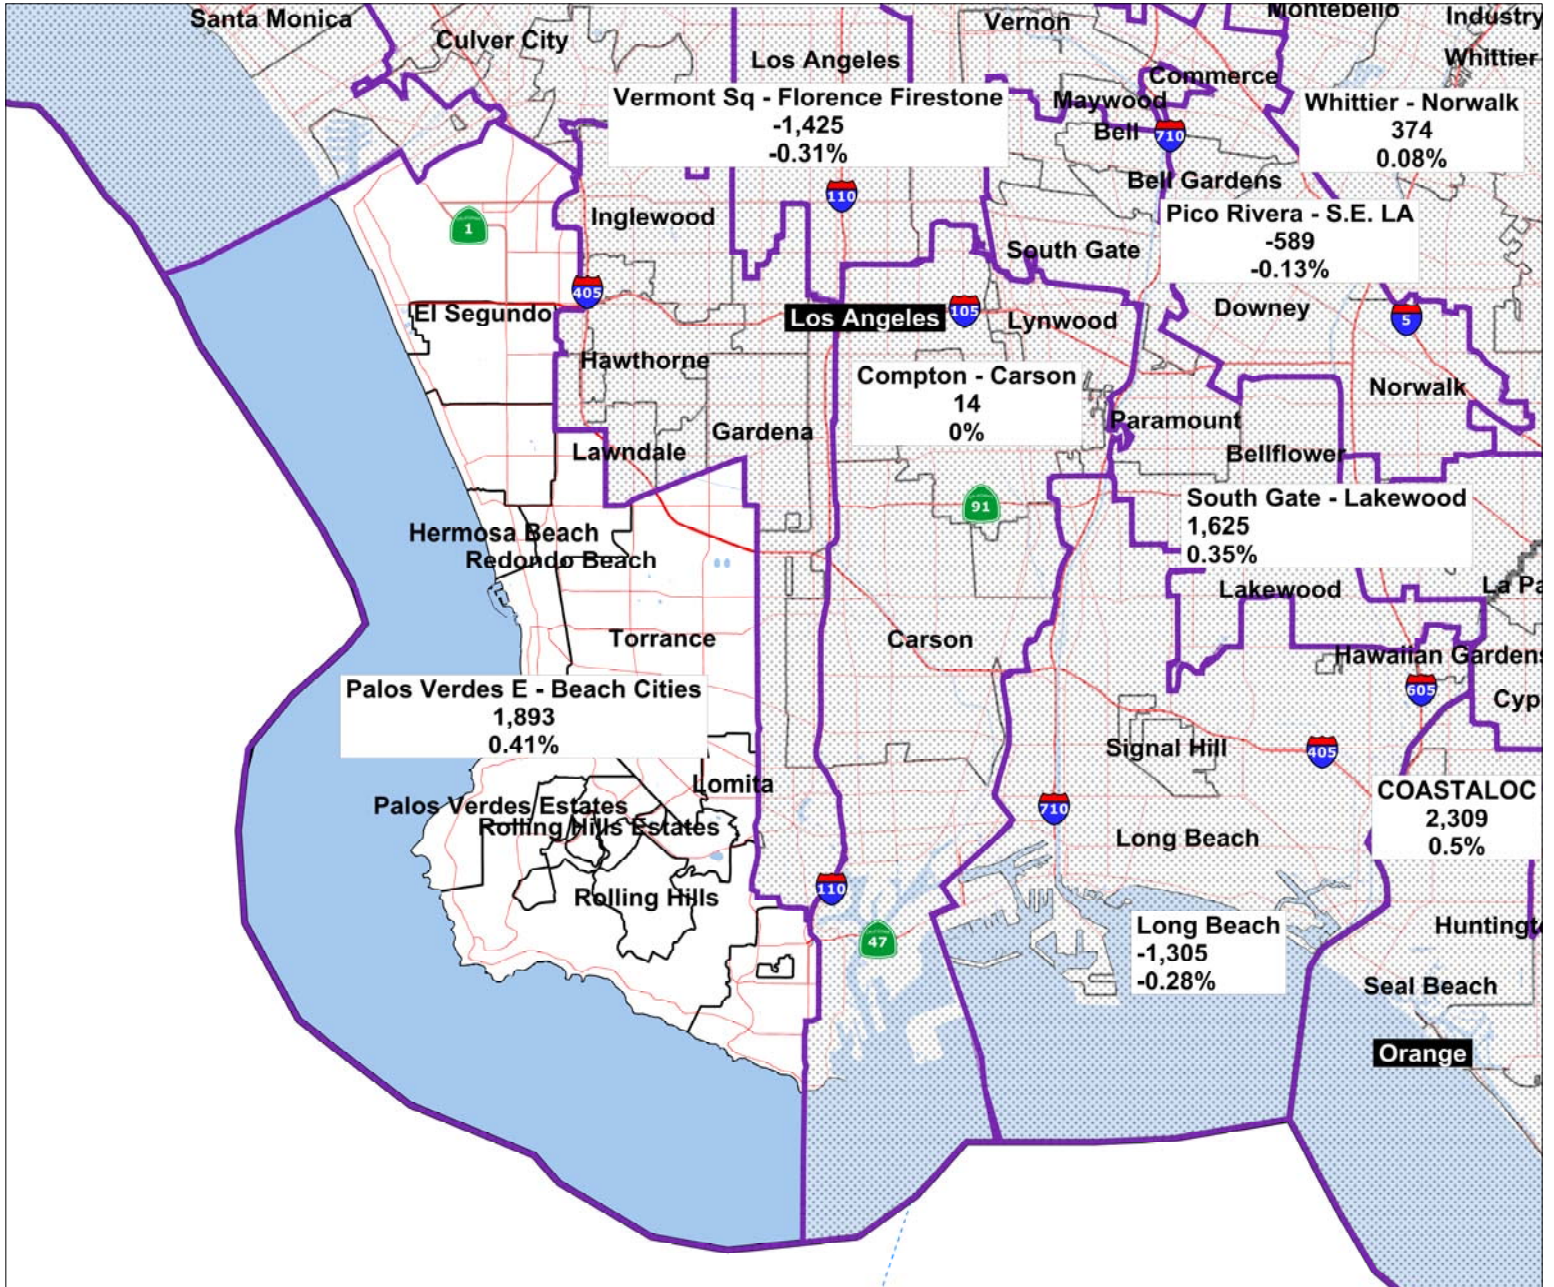 Santa Monica
Culver City
Los Angeles
Vernon
Montebello
Industry
Whittier
Commerce
Maywood
Bell
710
Vermont Sq - Florence Firestone
-1,425
-0.31%
Whittier - Norwalk
374
0.08%
Bell Gardens
110
Inglewood
1
South Gate
Pico Rivera - S.E. LA
-589
-0.13%
405
El Segundo
Los Angeles
105
Lynwood
Downey
5
Hawthorne
Compton - Carson
14
0%
Norwalk
Gardena
Paramount
Lawndale
Bellflower
91
South Gate - Lakewood
1,625
0.35%
Hermosa Beach
Redondo Beach
Lakewood
La Pa
Torrance
Carson
Hawaiian Gardens
605
Cyp
Palos Verdes E - Beach Cities
1,893
0.41%
Signal Hill
405
Lomita
710
COASTALOC
2,309
0.5%
Palos Verdes Estates
Rolling Hills Estates
Long Beach
Rolling Hills
110
47
Long Beach
-1,305
-0.28%
Huntingt
Seal Beach
Orange